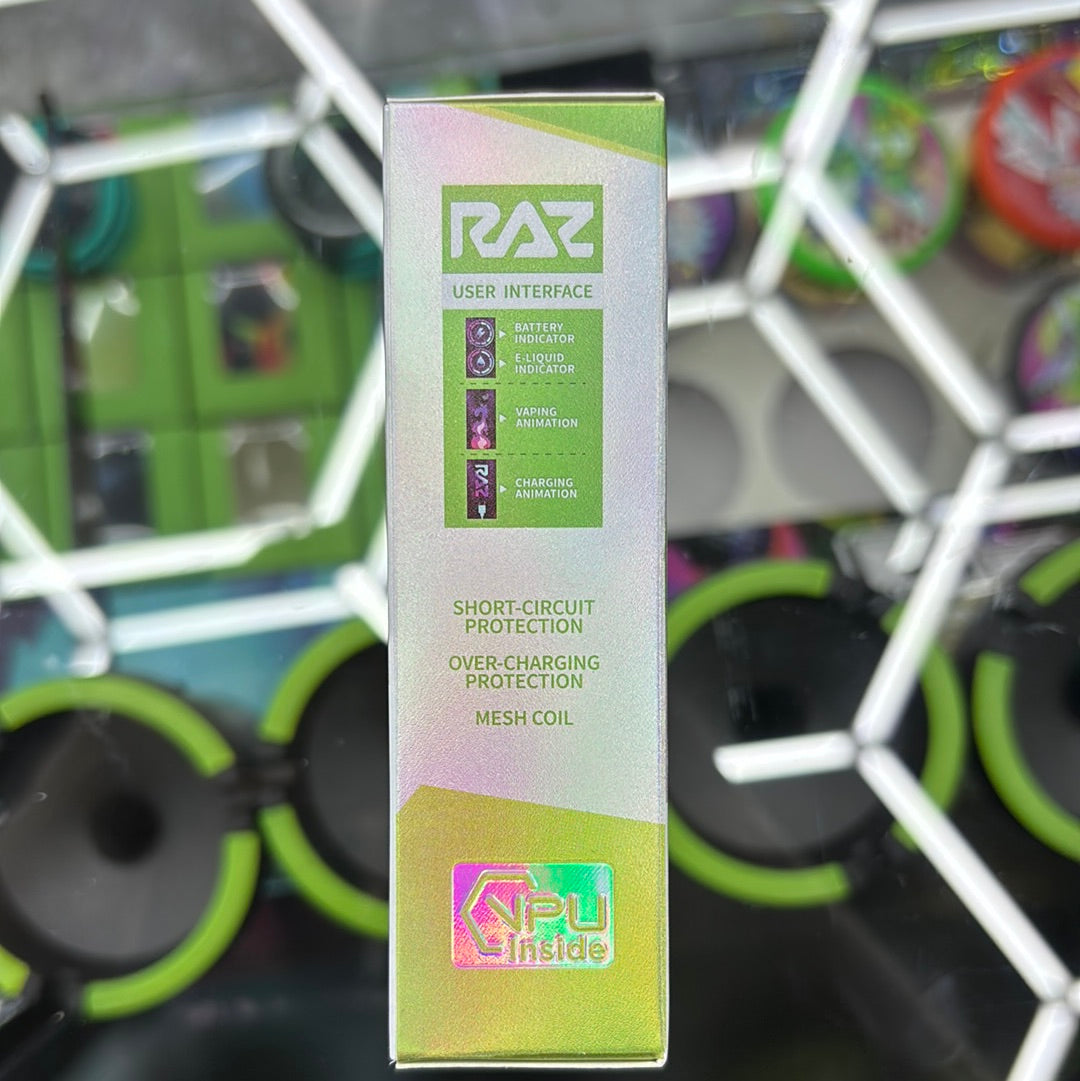 RAZ
USER INTERFACE
BATTERY
INDICATOR
E-LIQUID
INDICATOR
VAPING
ANIMATION
RAZ
CHARGING
ANIMATION
SHORT-CIRCUIT
PROTECTION
OVER-CHARGING
PROTECTION
MESH COIL
VPU
Inside